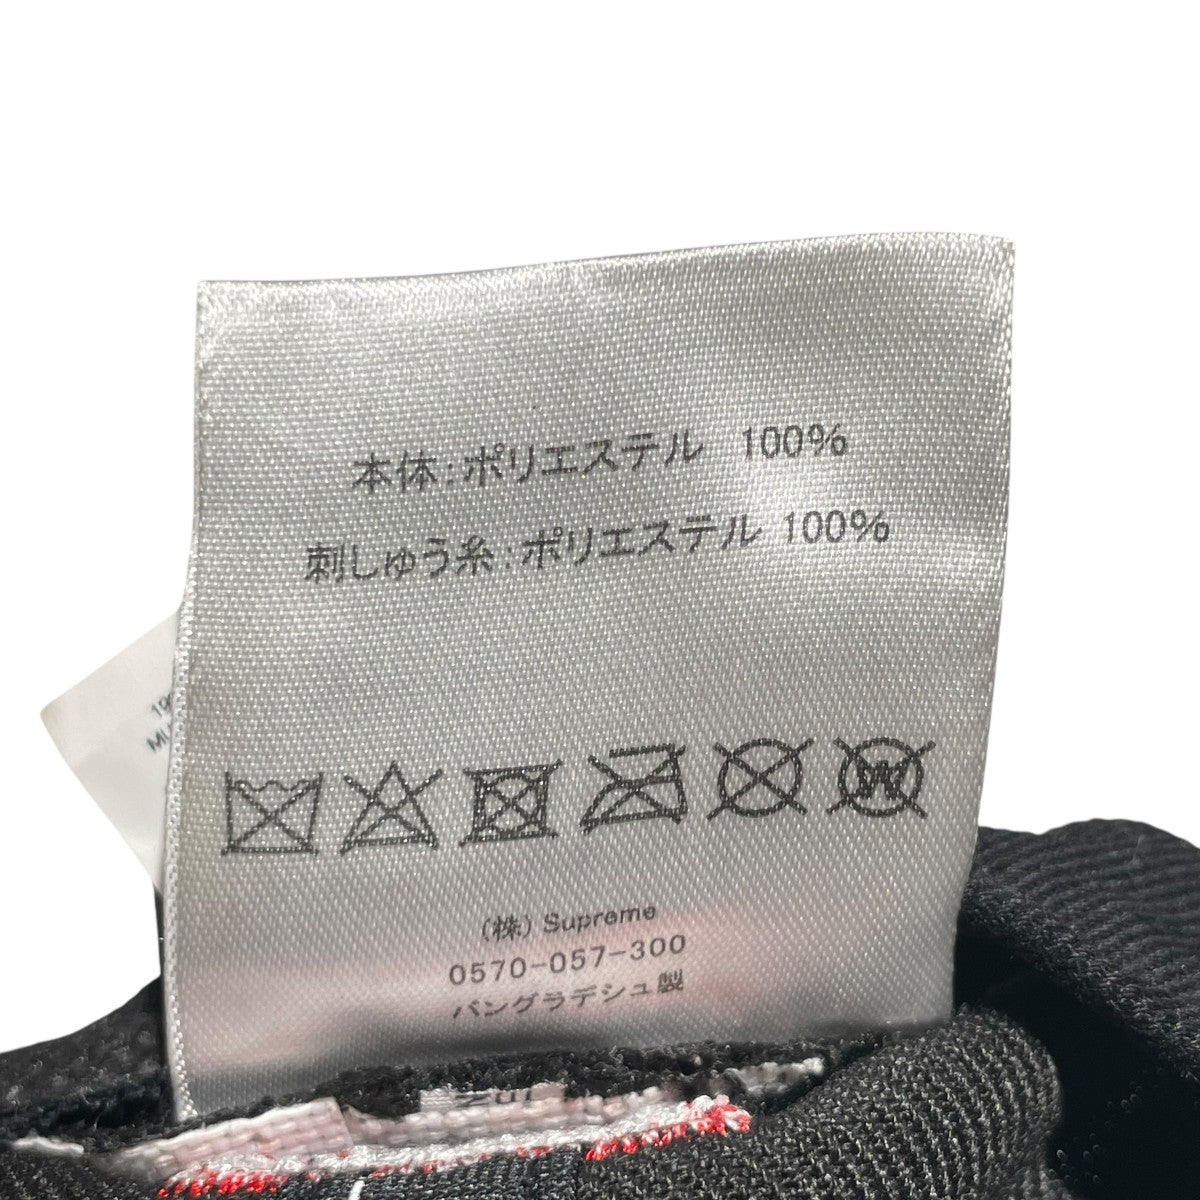 本体:ポリエステル 100%
刺しゅう糸:ポリエステル 100%
W
(株) Supreme
0570-057-300
バングラデシュ製